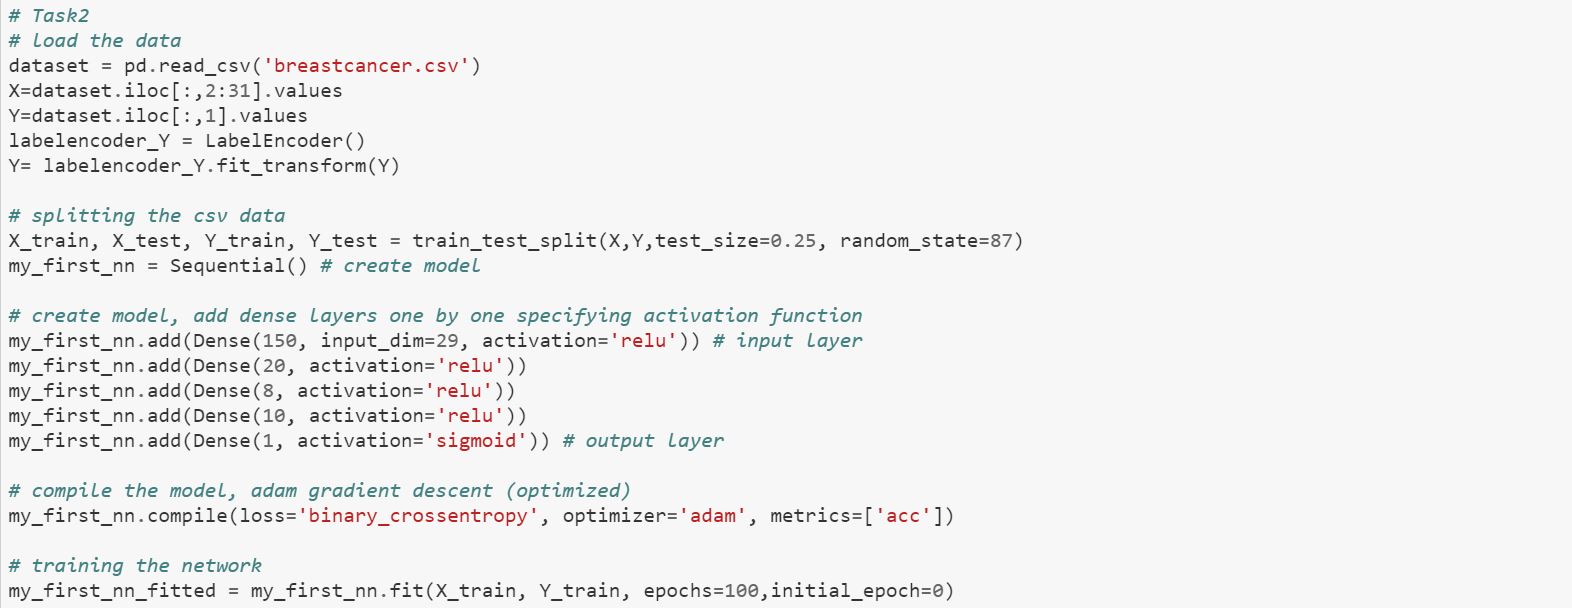 # Task2
# load the data
dataset = pd.read_csv('breastcancer.csv')
X=dataset.iloc[:,2:31].values
Y=dataset.iloc[:,1].values
labelencoder_Y = LabelEncoder()
Y= labelencoder_Y.fit_transform(Y)

# splitting the csv data
X_train, X_test, Y_train, Y_test = train_test_split(X,Y,test_size=0.25, random_state=87)
my_first_nn = Sequential() # create model

# create model, add dense layers one by one specifying activation function
my_first_nn.add(Dense(150, input_dim=29, activation='relu')) # input layer
my_first_nn.add(Dense(20, activation='relu'))
my_first_nn.add(Dense(8, activation='relu'))
my_first_nn.add(Dense(10, activation='relu'))
my_first_nn.add(Dense(1, activation='sigmoid')) # output layer

# compile the model, adam gradient descent (optimized)
my_first_nn.compile(loss='binary_crossentropy', optimizer='adam', metrics=['acc'])

# training the network
my_first_nn_fitted = my_first_nn.fit(X_train, Y_train, epochs=100,initial_epoch=0)